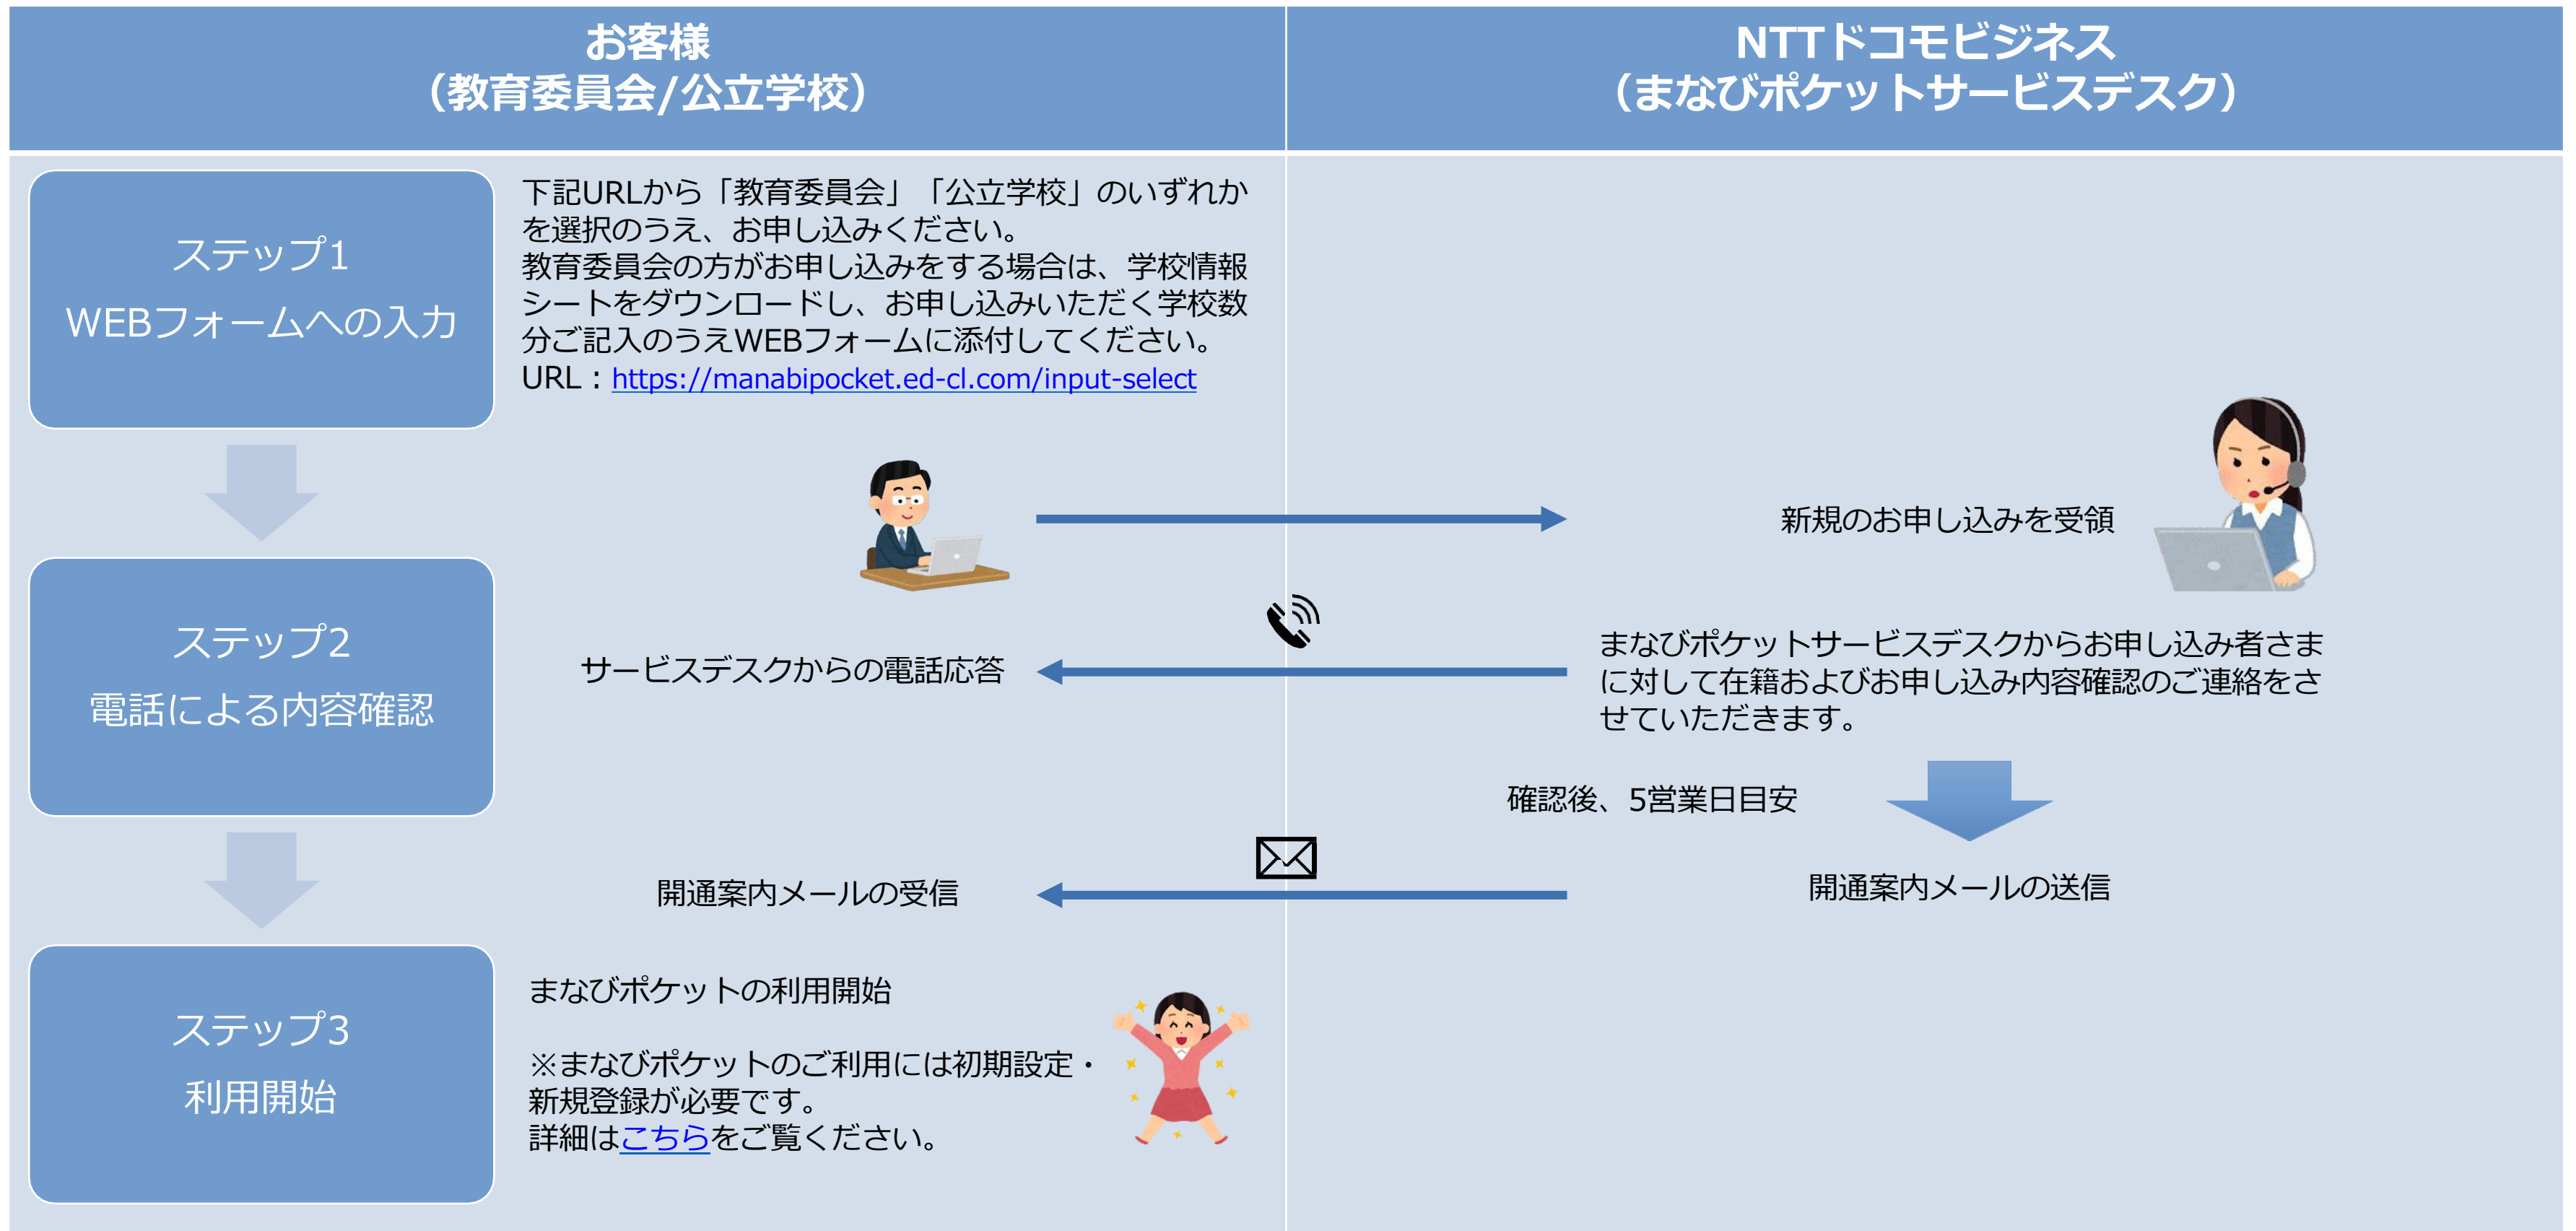 お客様
（教育委員会/公立学校）
NTTドコモビジネス
（まなびポケットサービスデスク）
ステップ1
WEBフォームへの入力
下記URLから「教育委員会」「公立学校」のいずれか
を選択のうえ、お申し込みください。
教育委員会の方がお申し込みをする場合は、学校情報
シートをダウンロードし、お申し込みいただく学校数
分ご記入のうえWEBフォームに添付してください。
URL：https://manabipocket.ed-cl.com/input-select
新規のお申し込みを受領
ステップ2
電話による内容確認
サービスデスクからの電話応答
まなびポケットサービスデスクからお申し込み者さま
に対して在籍およびお申し込み内容確認のご連絡をさ
せていただきます。
確認後、5営業日目安
開通案内メールの受信
開通案内メールの送信
ステップ3
利用開始
まなびポケットの利用開始
※まなびポケットのご利用には初期設定・
新規登録が必要です。
詳細はこちらをご覧ください。